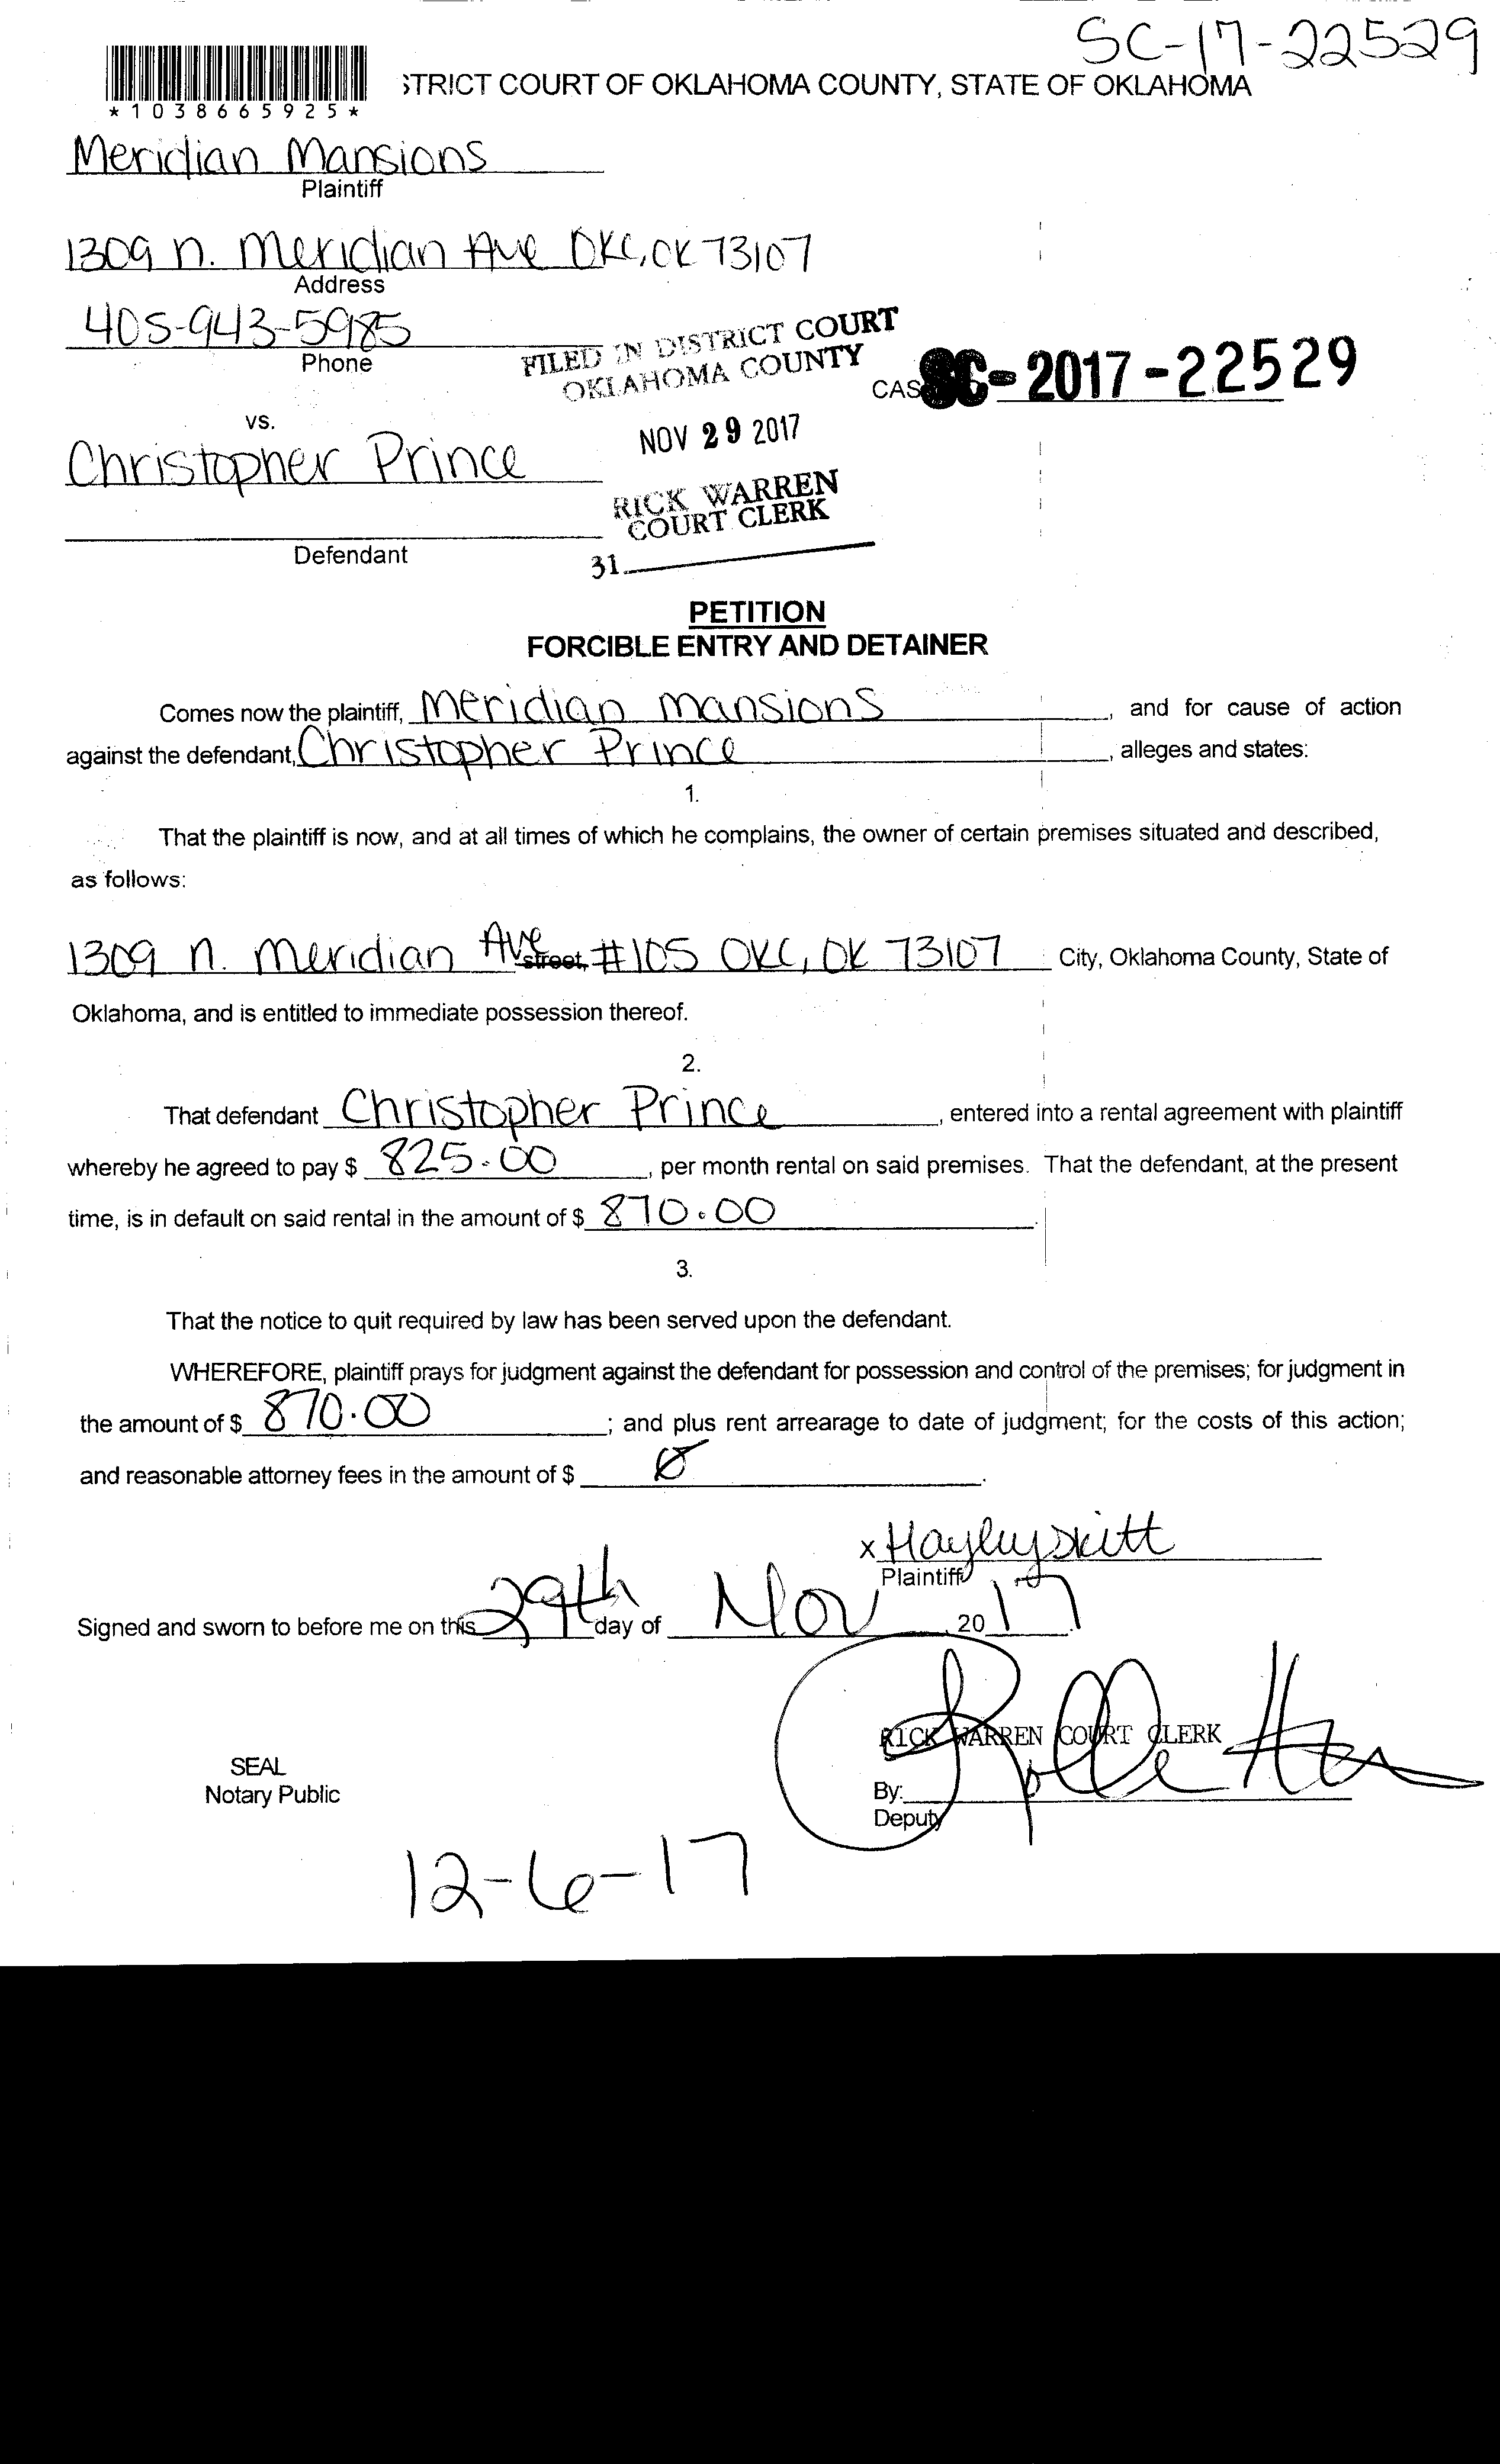 SC-17-22529
*1038665925*
STRICT COURT OF OKLAHOMA COUNTY, STATE OF OKLAHOMA
Meridian Mansions
Plaintiff
1309 n. Meridian Ave OKC, OK 73107
Address
405-943-5985
Phone
FILED IN DISTRICT COURT
OKLAHOMA COUNTY
CAS SC-2017-22529
NOV 29 2017
vs.
Christopher Prince
RICK WARREN
COURT CLERK
Defendant
31
PETITION
FORCIBLE ENTRY AND DETAINER
Comes now the plaintiff, Meridian Mansions, and for cause of action
against the defendant, Christopher Prince, alleges and states:
1.
That the plaintiff is now, and at all times of which he complains, the owner of certain premises situated and described,
as follows:
1309 n. Meridian Ave street, #105 OKC, OK 73107 City, Oklahoma County, State of
Oklahoma, and is entitled to immediate possession thereof.
2.
That defendant Christopher Prince, entered into a rental agreement with plaintiff
whereby he agreed to pay $ 825.00, per month rental on said premises. That the defendant, at the present
time, is in default on said rental in the amount of $ 870.00.
3.
That the notice to quit required by law has been served upon the defendant.
WHEREFORE, plaintiff prays for judgment against the defendant for possession and control of the premises; for judgment in
the amount of $ 870.00; and plus rent arrearage to date of judgment; for the costs of this action;
and reasonable attorney fees in the amount of $ 0.
x Hayley
Plaintiff
Signed and sworn to before me on this 29th day of Nov, 2017.
RICK WARREN COURT CLERK
SEAL
Notary Public
By:
Deputy
12-6-17